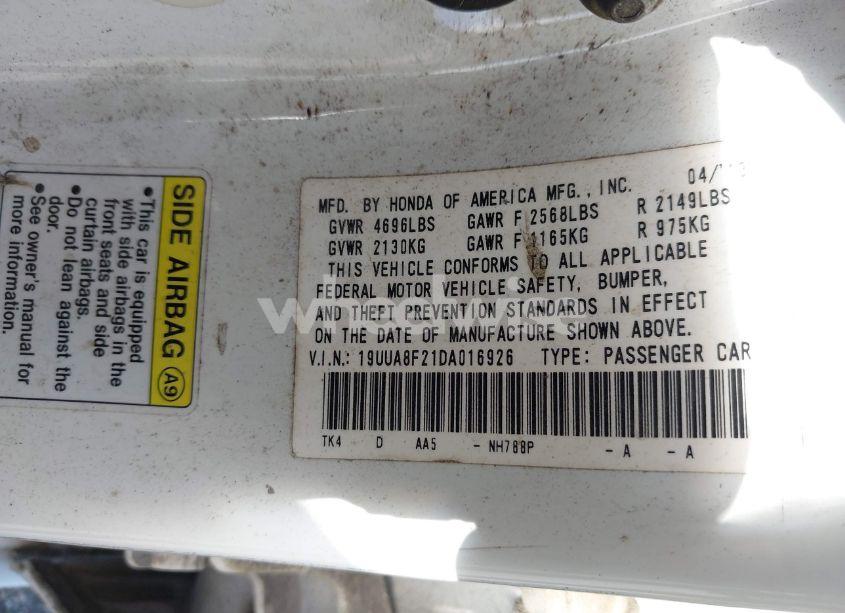 SIDE AIRBAG A9
• This car is equipped
with side airbags in the
front seats and side
curtain airbags.
• Do not lean against the
door.
• See owner's manual for
more information.
MFD. BY HONDA OF AMERICA MFG., INC.
GVWR 4696LBS GAWR F 2568LBS R 2149LBS
GVWR 2130KG GAWR F 1165KG R 975KG
THIS VEHICLE CONFORMS TO ALL APPLICABLE
FEDERAL MOTOR VEHICLE SAFETY, BUMPER,
AND THEFT PREVENTION STANDARDS IN EFFECT
ON THE DATE OF MANUFACTURE SHOWN ABOVE.
V.I.N.: 19UUA8F21DA016926 TYPE: PASSENGER CAR
TK4 D AA5 - NH788P - A - A